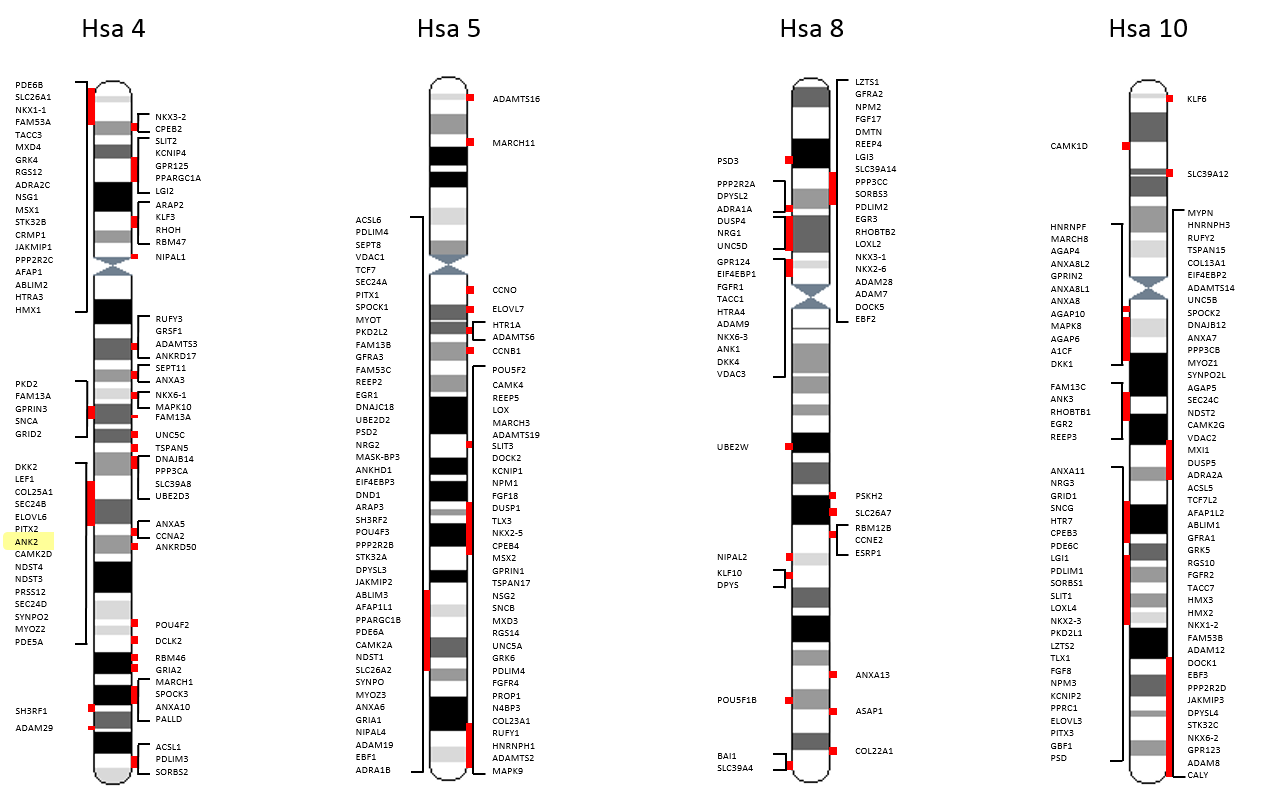 Hsa 4
PDE6B
SLC26A1
NKX1-1
FAM53A
TACC3
MXD4
GRK4
RGS12
ADRA2C
NSG1
MSX1
STK32B
CRMP1
JAKMIP1
PPP2R2C
AFAP1
ABLIM2
HTRA3
HMX1
PKD2
FAM13A
GPRIN3
SNCA
GRID2
DKK2
LEF1
COL25A1
SEC24B
ELOVL6
PITX2
ANK2
CAMK2D
NDST4
NDST3
PRSS12
SEC24D
SYNPO2
MYOZ2
PDE5A
SH3RF1
ADAM29
NKX3-2
CPEB2
SLIT2
KCNIP4
GPR125
PPARGC1A
LGI2
ARAP2
KLF3
RHOH
RBM47
NIPAL1
RUFY3
GRSF1
ADAMTS3
ANKRD17
SEPT11
ANXA3
NKX6-1
MAPK10
FAM13A
UNC5C
TSPAN5
DNAJB14
PPP3CA
SLC39A8
UBE2D3
ANXA5
CCNA2
ANKRD50
POU4F2
DCLK2
RBM46
GRIA2
MARCH1
SPOCK3
ANXA10
PALLD
ACSL1
PDLIM3
SORBS2
Hsa 5
ACSL6
PDLIM4
SEPT8
VDAC1
TCF7
SEC24A
PITX1
SPOCK1
MYOT
PKD2L2
FAM13B
GFRA3
FAM53C
REEP2
EGR1
DNAJC18
UBE2D2
PSD2
NRG2
MASK-BP3
ANKHD1
EIF4EBP3
DND1
ARAP3
SH3RF2
POU4F3
PPP2R2B
STK32A
DPYSL3
JAKMIP2
ABLIM3
AFAP1L1
PPARGC1B
PDE6A
CAMK2A
NDST1
SLC26A2
SYNPO
MYOZ3
ANXA6
GRIA1
NIPAL4
ADAM19
EBF1
ADRA1B
ADAMTS16
MARCH11
CCNO
ELOVL7
HTR1A
ADAMTS6
CCNB1
POU5F2
CAMK4
REEP5
LOX
MARCH3
ADAMTS19
SLIT3
DOCK2
KCNIP1
NPM1
FGF18
DUSP1
TLX3
NKX2-5
CPEB4
MSX2
GPRIN1
TSPAN17
NSG2
SNCB
MXD3
RGS14
UNC5A
GRK6
PDLIM4
FGFR4
PROP1
N4BP3
COL23A1
RUFY1
HNRNPH1
ADAMTS2
MAPK9
Hsa 8
PSD3
PPP2R2A
DPYSL2
ADRA1A
DUSP4
NRG1
UNC5D
GPR124
EIF4EBP1
FGFR1
TACC1
HTRA4
ADAM9
NKX6-3
ANK1
DKK4
VDAC3
UBE2W
NIPAL2
KLF10
DPYS
POU5F1B
BAI1
SLC39A4
LZTS1
GFRA2
NPM2
FGF17
DMTN
REEP4
LGI3
SLC39A14
PPP3CC
SORBS3
PDLIM2
EGR3
RHOBTB2
LOXL2
NKX3-1
NKX2-6
ADAM28
ADAM7
DOCK5
EBF2
PSKH2
SLC26A7
RBM12B
CCNE2
ESRP1
ANXA13
ASAP1
COL22A1
Hsa 10
CAMK1D
HNRNPF
MARCH8
AGAP4
ANXA8L2
GPRIN2
ANXA8L1
ANXA8
AGAP10
MAPK8
AGAP6
A1CF
DKK1
FAM13C
ANK3
RHOBTB1
EGR2
REEP3
ANXA11
NRG3
GRID1
SNCG
HTR7
CPEB3
PDE6C
LGI1
PDLIM1
SORBS1
SLIT1
LOXL4
NKX2-3
PKD2L1
LZTS2
TLX1
FGF8
NPM3
KCNIP2
PPRC1
ELOVL3
PITX3
GBF1
PSD
KLF6
SLC39A12
MYPN
HNRNPH3
RUFY2
TSPAN15
COL13A1
EIF4EBP2
ADAMTS14
UNC5B
SPOCK2
DNAJB12
ANXA7
PPP3CB
MYOZ1
SYNPO2L
AGAP5
SEC24C
NDST2
CAMK2G
VDAC2
MXI1
DUSP5
ADRA2A
ACSL5
TCF7L2
AFAP1L2
ABLIM1
GFRA1
GRK5
RGS10
FGFR2
TACC7
HMX3
HMX2
NKX1-2
FAM53B
ADAM12
DOCK1
EBF3
PPP2R2D
JAKMIP3
DPYSL4
STK32C
NKX6-2
GPR123
ADAM8
CALY